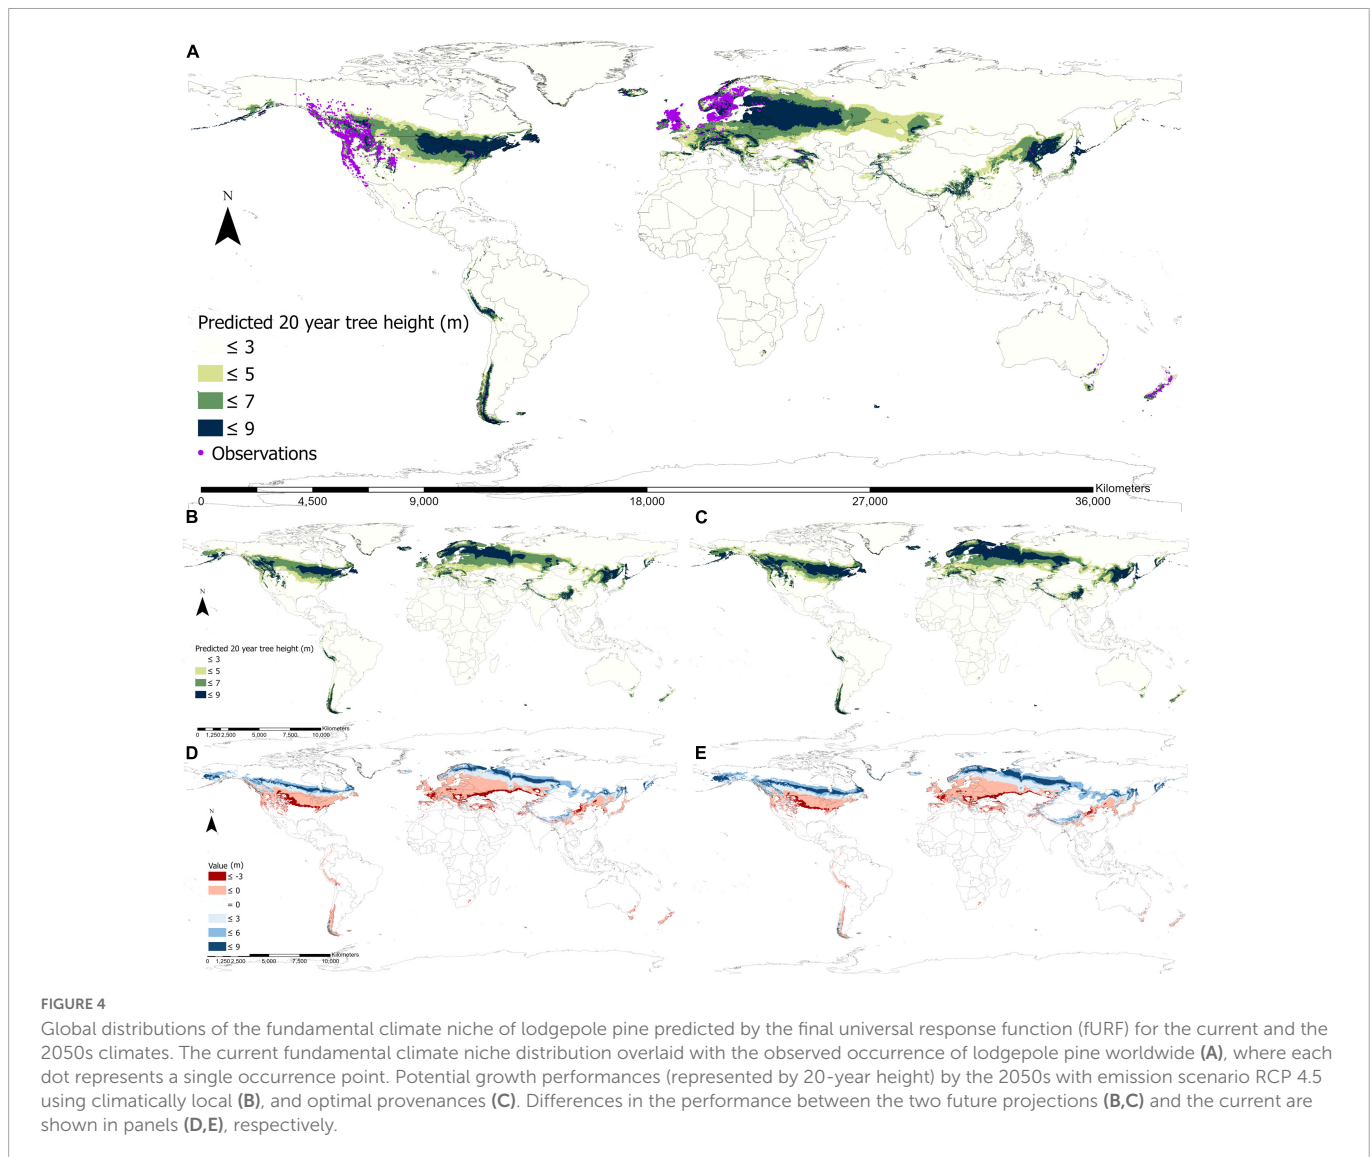 A
N
Predicted 20 year tree height (m)
≤ 3
≤ 5
≤ 7
≤ 9
Observations
Kilometers
0 4,500 9,000 18,000 27,000 36,000
B
C
N
Predicted 20 year tree height (m)
≤ 3
≤ 5
≤ 7
≤ 9
Kilometers
0 1,250 2,500 5,000 7,500 10,000
D
E
N
Value (m)
≤ -3
≤ 0
= 0
≤ 3
≤ 6
≤ 9
Kilometers
0 1,250 2,500 5,000 7,500 10,000
FIGURE 4
Global distributions of the fundamental climate niche of lodgepole pine predicted by the final universal response function (fURF) for the current and the
2050s climates. The current fundamental climate niche distribution overlaid with the observed occurrence of lodgepole pine worldwide (A), where each
dot represents a single occurrence point. Potential growth performances (represented by 20-year height) by the 2050s with emission scenario RCP 4.5
using climatically local (B), and optimal provenances (C). Differences in the performance between the two future projections (B,C) and the current are
shown in panels (D,E), respectively.